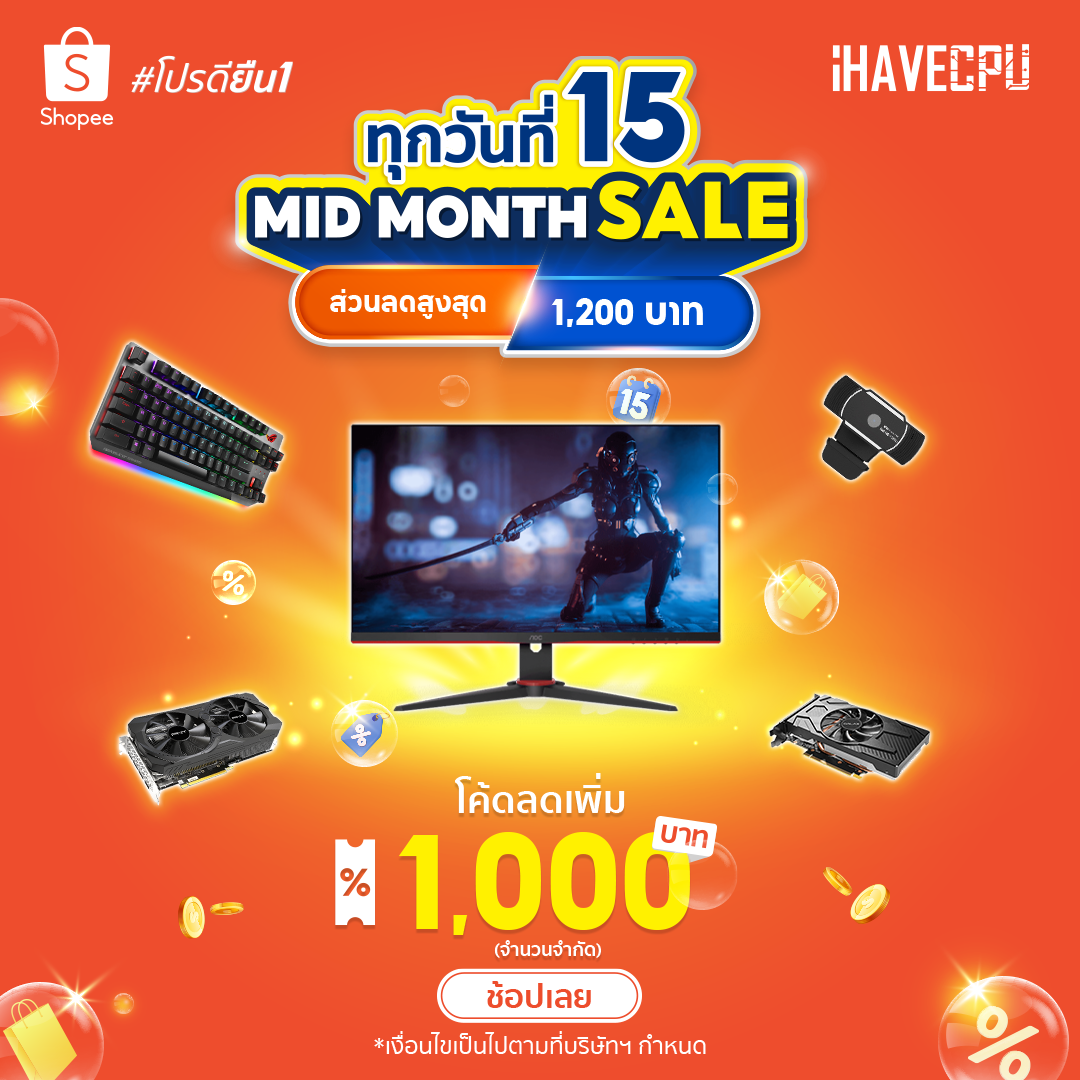 Shopee
#โปรดียืน1
iHAVECPU
ทุกวันที่ 15
MID MONTH SALE
ส่วนลดสูงสุด
1,200 บาท
15
%
AOC
%
โค้ดลดเพิ่ม
% 1,000 บาท
(จำนวนจำกัด)
ช้อปเลย
*เงื่อนไขเป็นไปตามที่บริษัทฯ กำหนด
%